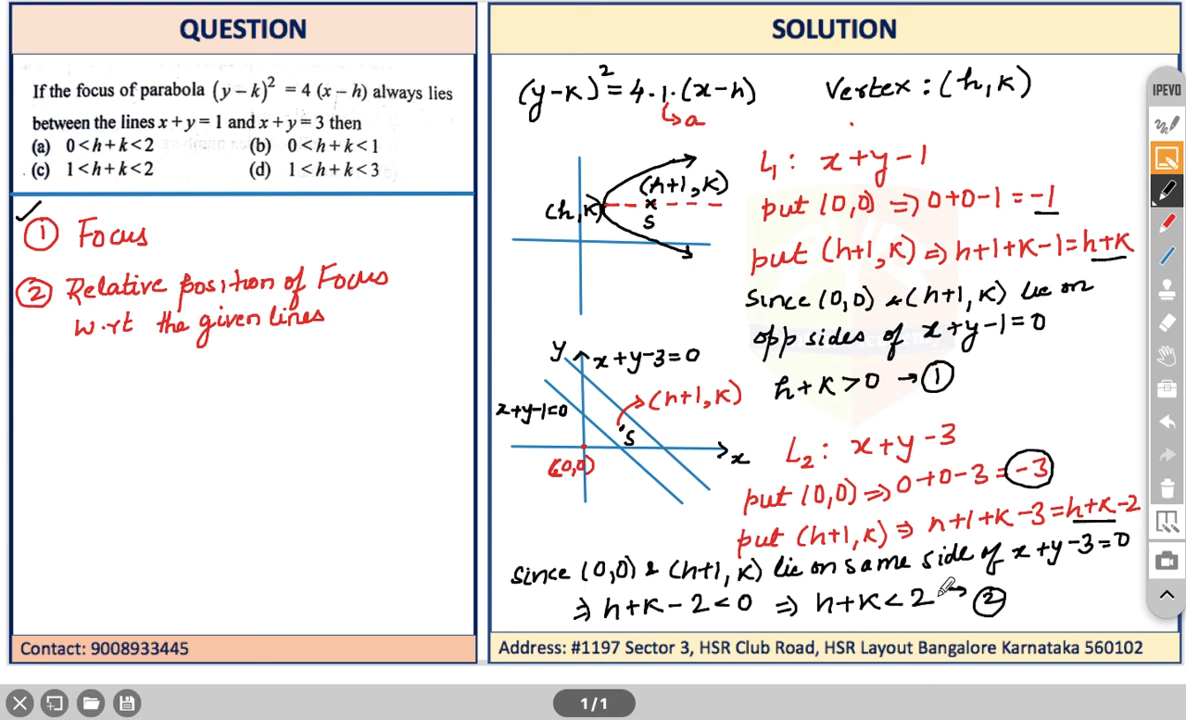 QUESTION
If the focus of parabola (y – k)² = 4 (x – h) always lies
between the lines x + y = 1 and x + y = 3 then
(a) 0 < h + k < 2 (b) 0 < h + k < 1
(c) 1 < h + k < 2 (d) 1 < h + k < 3
① Focus
② Relative position of Focus
w.r.t the given lines
Contact: 9008933445
SOLUTION
(y-k)² = 4.1.(x-h) Vertex : (h,k)
↳a
(h+1,k)
(h,k)
S
L₁ : x+y-1
put (0,0) ⇒ 0+0-1 = -1
put (h+1,k) ⇒ h+1+k-1 = h+k
Since (0,0) & (h+1,k) lie on
opp sides of x+y-1=0
h+k>0 → ①
y x+y-3=0
x+y-1=0
(h+1,k)
S
x
(0,0)
L₂ : x+y-3
put (0,0) ⇒ 0+0-3 = -3
put (h+1,k) ⇒ h+1+k-3 = h+k-2
since (0,0) & (h+1,k) lie on same side of x+y-3=0
⇒ h+k-2<0 ⇒ h+k<2 → ②
Address: #1197 Sector 3, HSR Club Road, HSR Layout Bangalore Karnataka 560102
IPEVO
1/1